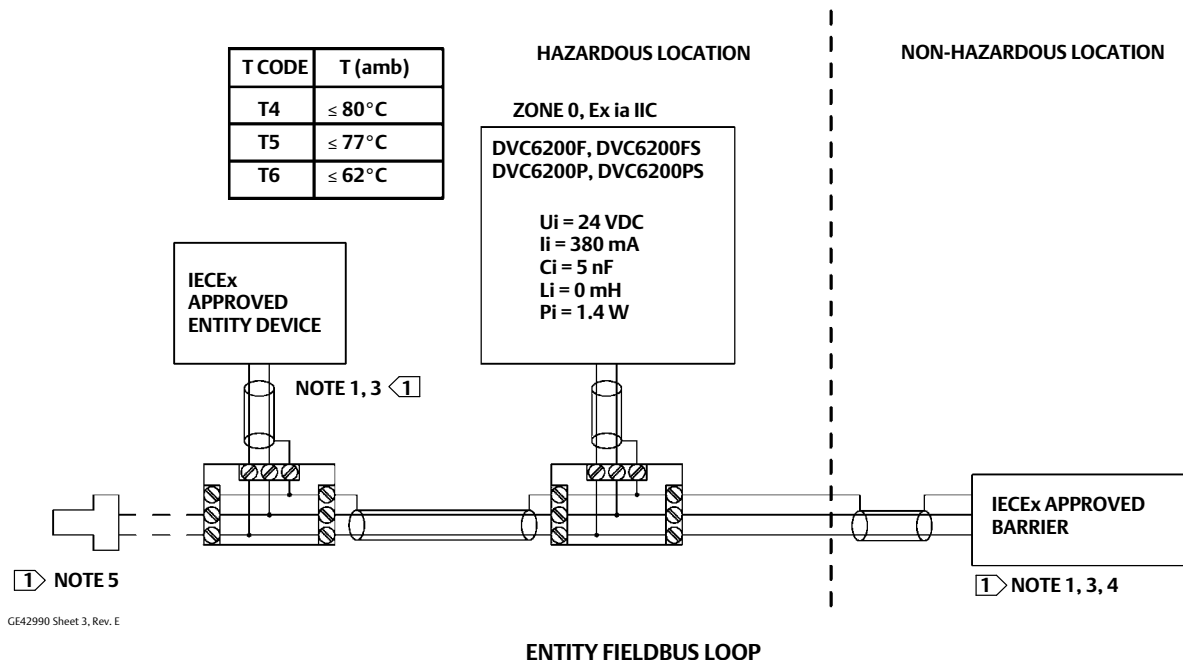 HAZARDOUS LOCATION
NON-HAZARDOUS LOCATION
T CODE T (amb)
T4 ≤ 80°C
T5 ≤ 77°C
T6 ≤ 62°C
ZONE 0, Ex ia IIC
DVC6200F, DVC6200FS
DVC6200P, DVC6200PS
Ui = 24 VDC
Ii = 380 mA
Ci = 5 nF
Li = 0 mH
Pi = 1.4 W
IECEx
APPROVED
ENTITY DEVICE
NOTE 1, 3 1
IECEx APPROVED
BARRIER
1 NOTE 5
1 NOTE 1, 3, 4
GE42990 Sheet 3, Rev. E
ENTITY FIELDBUS LOOP